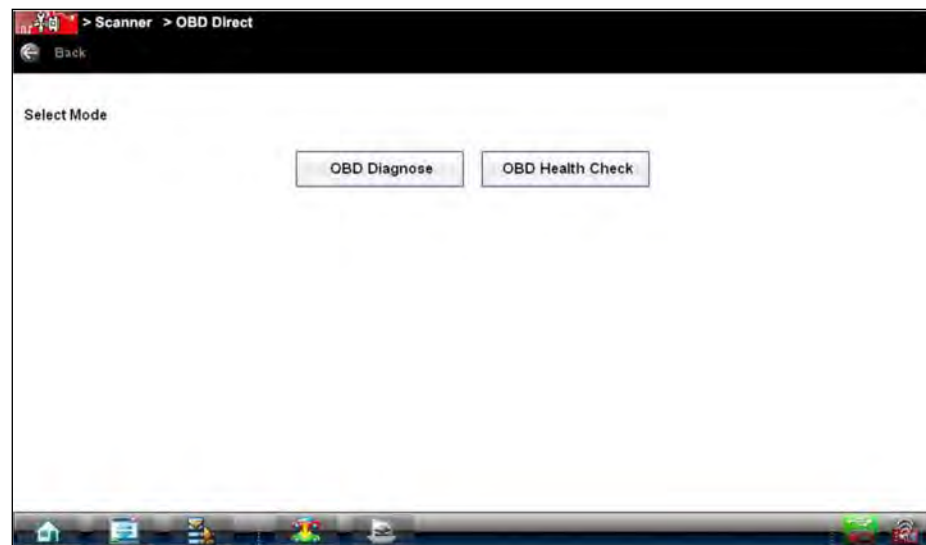 > Scanner > OBD Direct
Back
Select Mode
OBD Diagnose
OBD Health Check